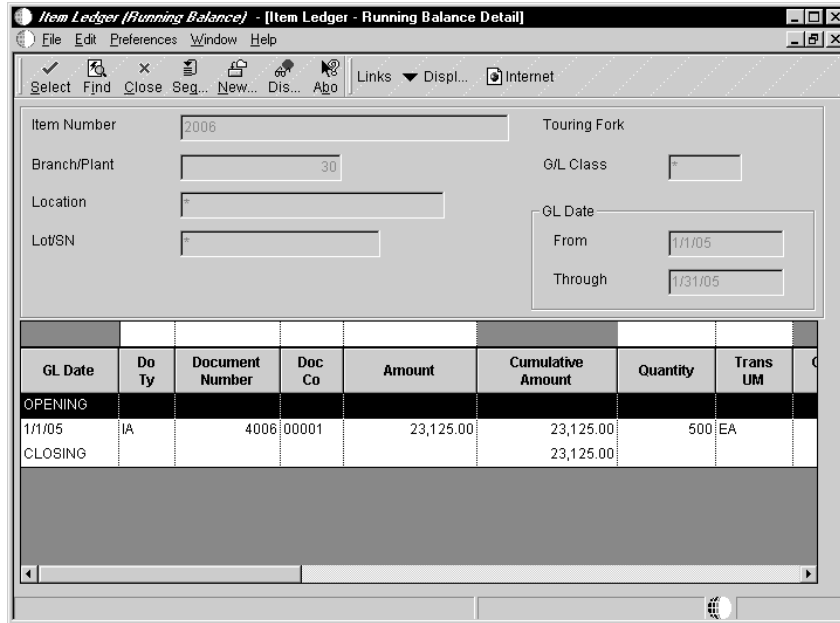 Item Ledger (Running Balance) - [Item Ledger - Running Balance Detail]
File Edit Preferences Window Help
Select Find Close Seq... New... Dis... Abo Links Displ... Internet
Item Number 2006 Touring Fork
Branch/Plant 30 G/L Class *
Location *
GL Date
Lot/SN * From 1/1/05
Through 1/31/05
GL Date Do Ty Document Number Doc Co Amount Cumulative Amount Quantity Trans UM
OPENING
1/1/05 IA 4006 00001 23,125.00 23,125.00 500 EA
CLOSING 23,125.00